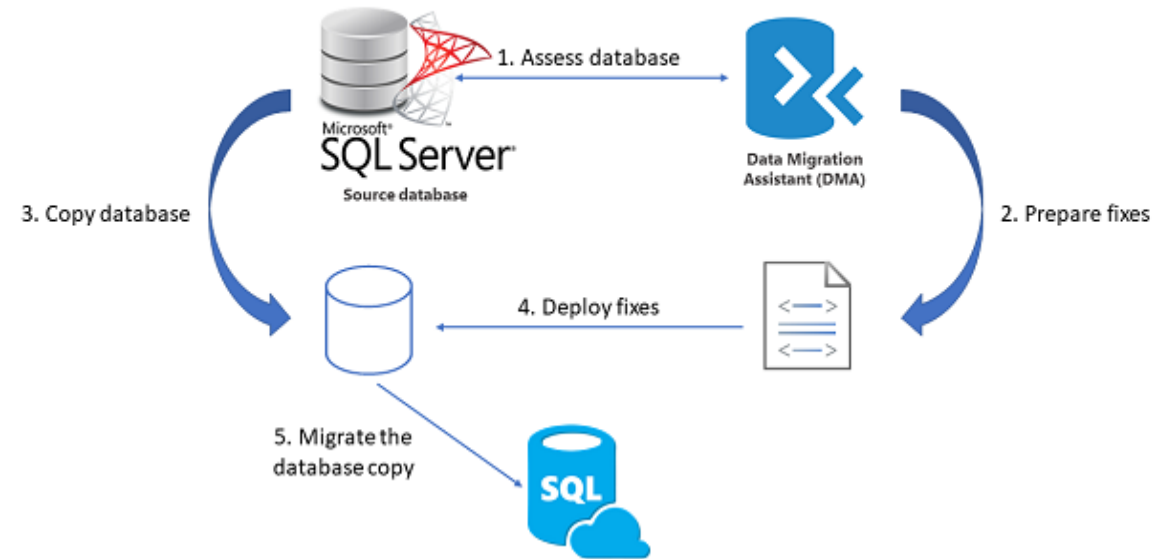 1. Assess database
Microsoft®
SQL Server®
Source database
Data Migration
Assistant (DMA)
3. Copy database
2. Prepare fixes
4. Deploy fixes
<—>
<—>
5. Migrate the
database copy
SQL